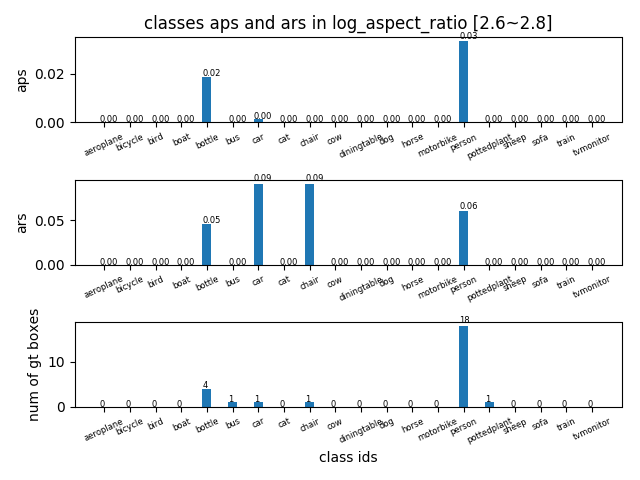 classes aps and ars in log_aspect_ratio [2.6~2.8]
aps
0.02
0.00
0.00 0.00 0.00 0.00 0.02 0.00 0.00 0.00 0.00 0.00 0.00 0.00 0.00 0.00 0.03 0.00 0.00 0.00 0.00 0.00
aeroplane bicycle bird boat bottle bus car cat chair cow diningtable dog horse motorbike person pottedplant sheep sofa train tvmonitor
ars
0.05
0.00
0.00 0.00 0.00 0.00 0.05 0.00 0.09 0.00 0.09 0.00 0.00 0.00 0.00 0.00 0.06 0.00 0.00 0.00 0.00 0.00
aeroplane bicycle bird boat bottle bus car cat chair cow diningtable dog horse motorbike person pottedplant sheep sofa train tvmonitor
num of gt boxes
10
0
0 0 0 0 4 1 1 0 1 0 0 0 0 0 18 1 0 0 0 0
aeroplane bicycle bird boat bottle bus car cat chair cow diningtable dog horse motorbike person pottedplant sheep sofa train tvmonitor
class ids